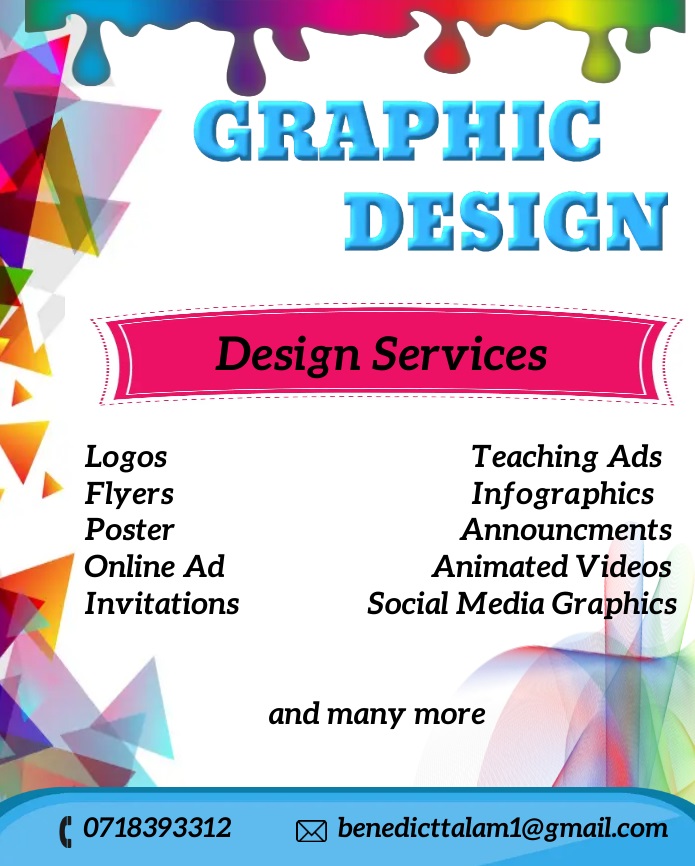 GRAPHIC
DESIGN
Design Services
Logos
Flyers
Poster
Online Ad
Invitations
Teaching Ads
Infographics
Announcments
Animated Videos
Social Media Graphics
and many more
0718393312
benedicttalam1@gmail.com